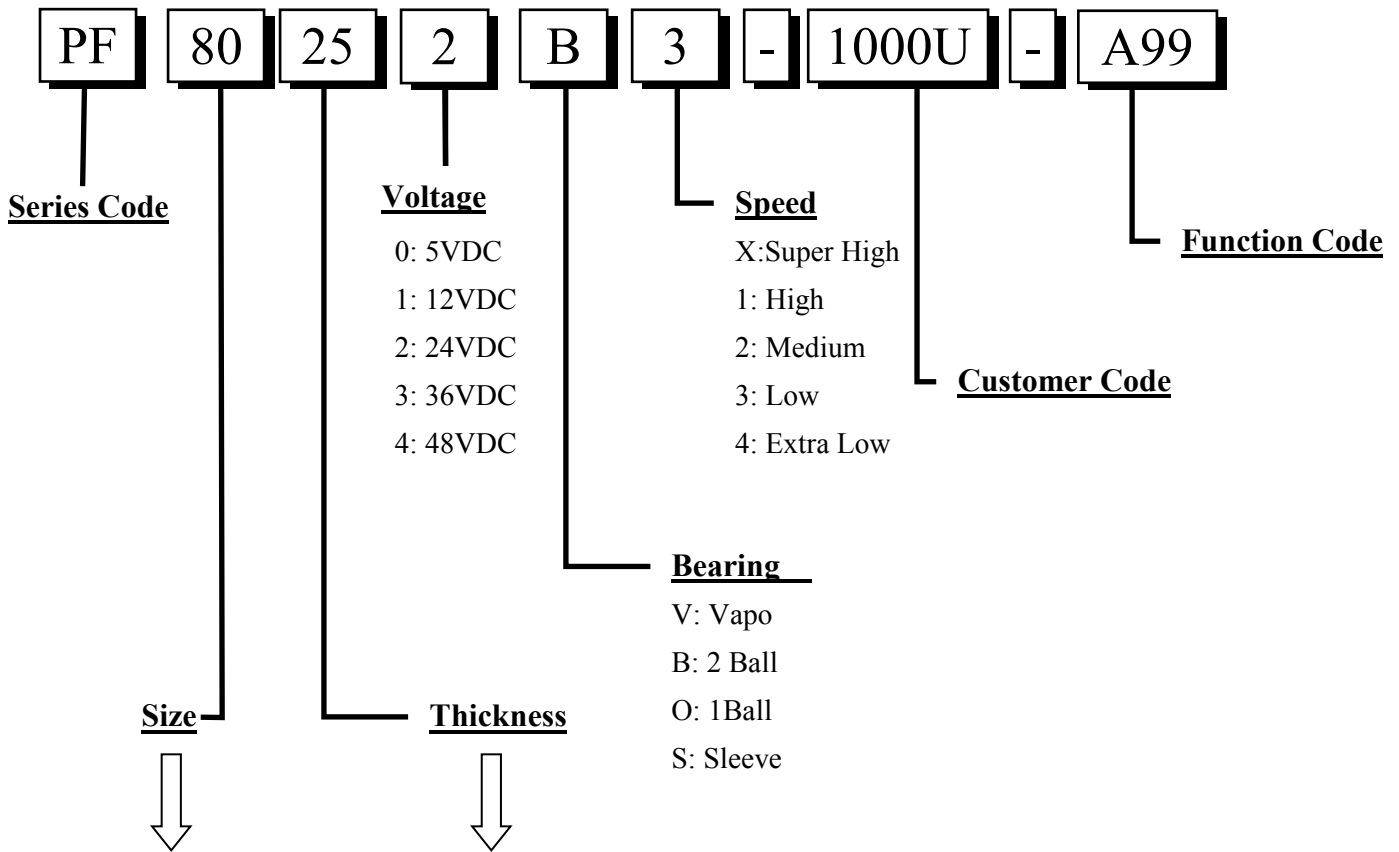 PF 80 25 2 B 3 - 1000U - A99
Series Code
Voltage
0: 5VDC
1: 12VDC
2: 24VDC
3: 36VDC
4: 48VDC
Speed
X:Super High
1: High
2: Medium
3: Low
4: Extra Low
Function Code
Customer Code
Bearing
V: Vapo
B: 2 Ball
O: 1Ball
S: Sleeve
Size
Thickness